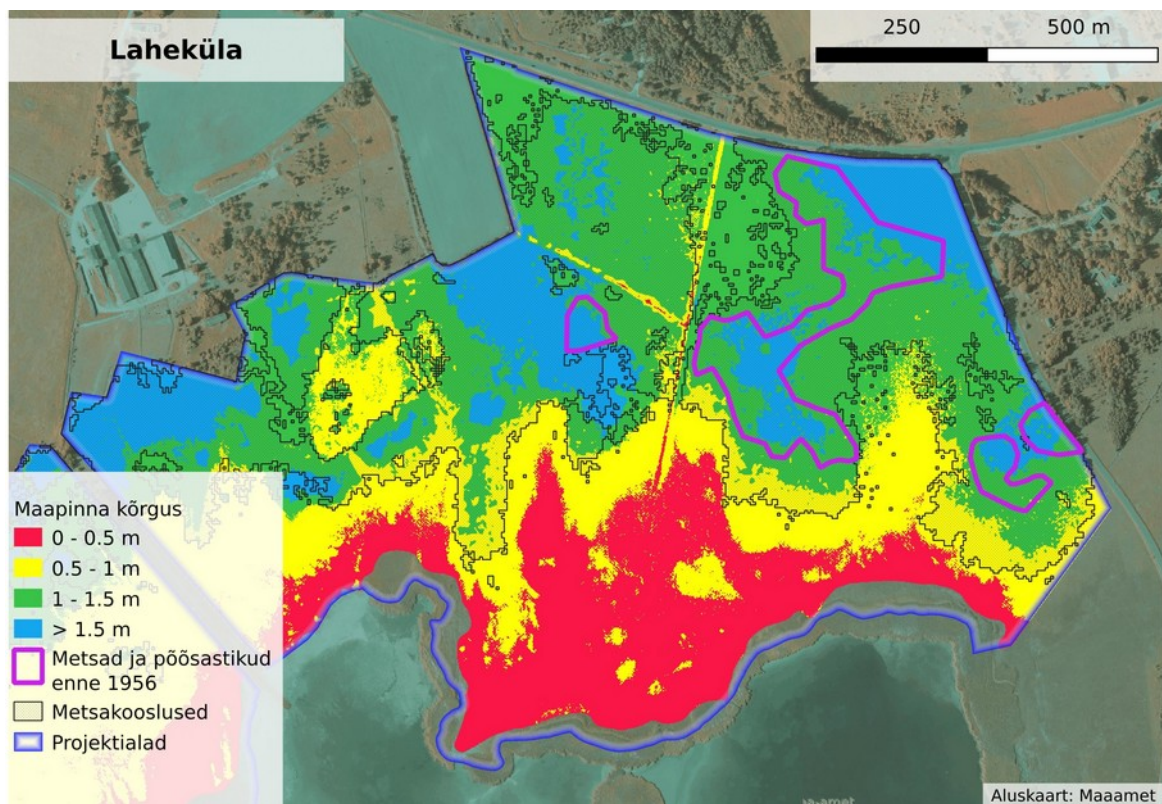 Laheküla
250 500 m
Maapinna kõrgus
0 - 0.5 m
0.5 - 1 m
1 - 1.5 m
> 1.5 m
Metsad ja põõsastikud
enne 1956
Metsakooslused
Projektialad
Aluskaart: Maaamet